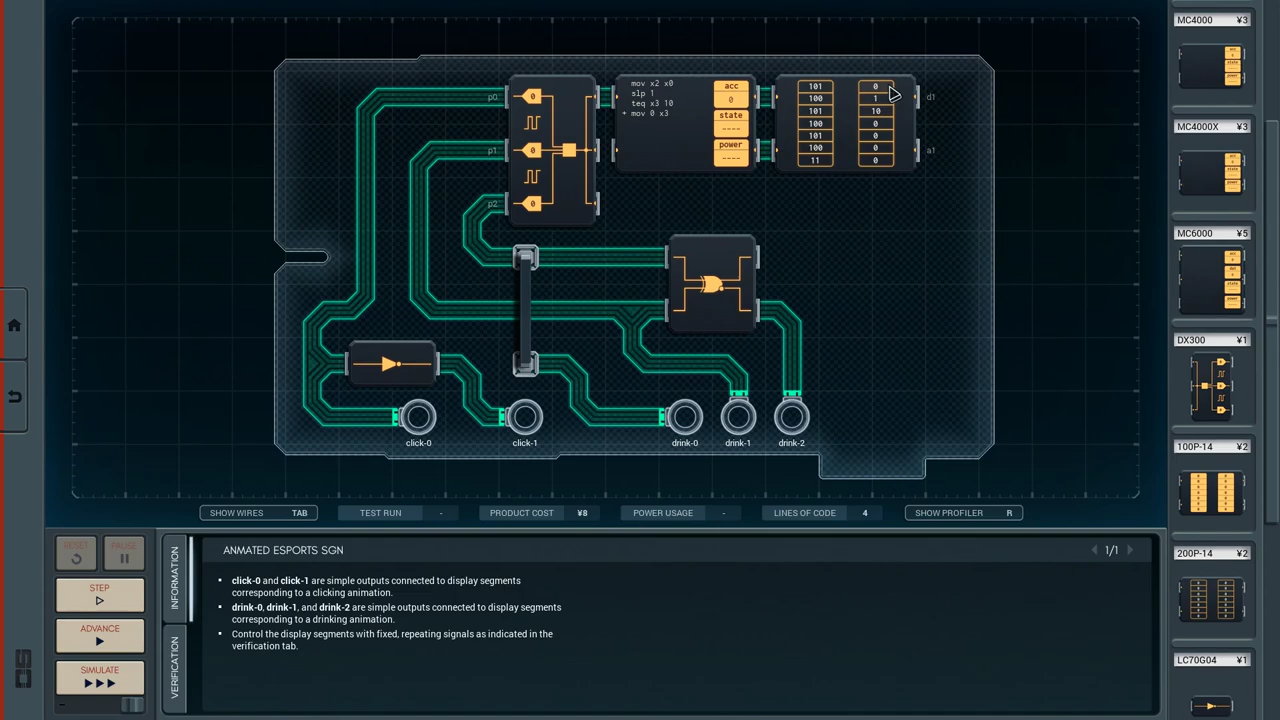 MC4000 ¥3
MC4000X ¥3
MC6000 ¥5
DX300 ¥1
100P-14 ¥2
200P-14 ¥2
LC70G04 ¥1
p0
p1
p2
0
0
0
mov x2 x0
slp 1
teq x3 10
+ mov 0 x3
acc
0
state
----
power
----
101 0
100 1
101 10
100 0
101 0
100 0
11 0
d1
a1
click-0
click-1
drink-0
drink-1
drink-2
SHOW WIRES TAB
TEST RUN -
PRODUCT COST ¥8
POWER USAGE -
LINES OF CODE 4
SHOW PROFILER R
RESET
PAUSE
STEP
ADVANCE
SIMULATE
INFORMATION
VERIFICATION
ANMATED ESPORTS SGN
1/1
click-0 and click-1 are simple outputs connected to display segments
corresponding to a clicking animation.
drink-0, drink-1, and drink-2 are simple outputs connected to display segments
corresponding to a drinking animation.
Control the display segments with fixed, repeating signals as indicated in the
verification tab.